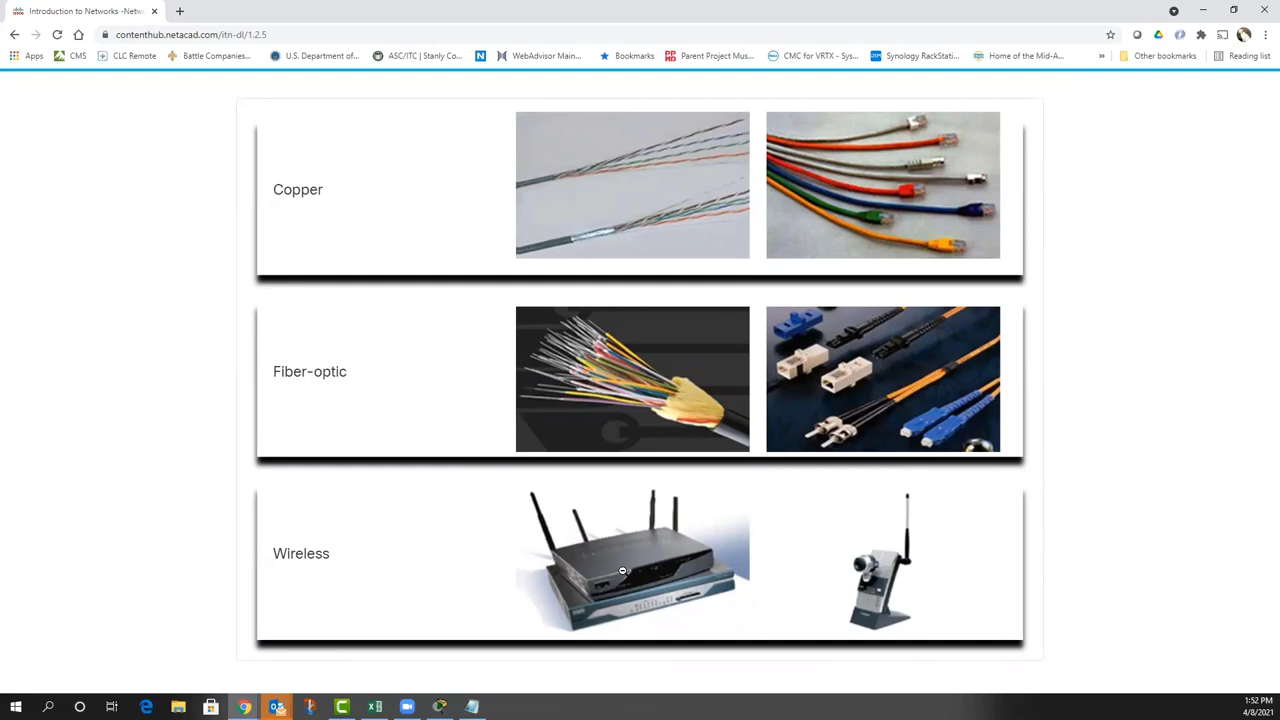 Introduction to Networks -Netw
contenthub.netacad.com/itn-dl/1.2.5
Apps
CMS
CLC Remote
Battle Companies...
U.S. Department of...
ASC/ITC | Stanly Co...
WebAdvisor Main...
Bookmarks
Parent Project Mus...
CMC for VRTX - Sys...
Synology RackStati...
Home of the Mid-A...
Other bookmarks
Reading list
Copper
Fiber-optic
Wireless
1:52 PM
4/8/2021